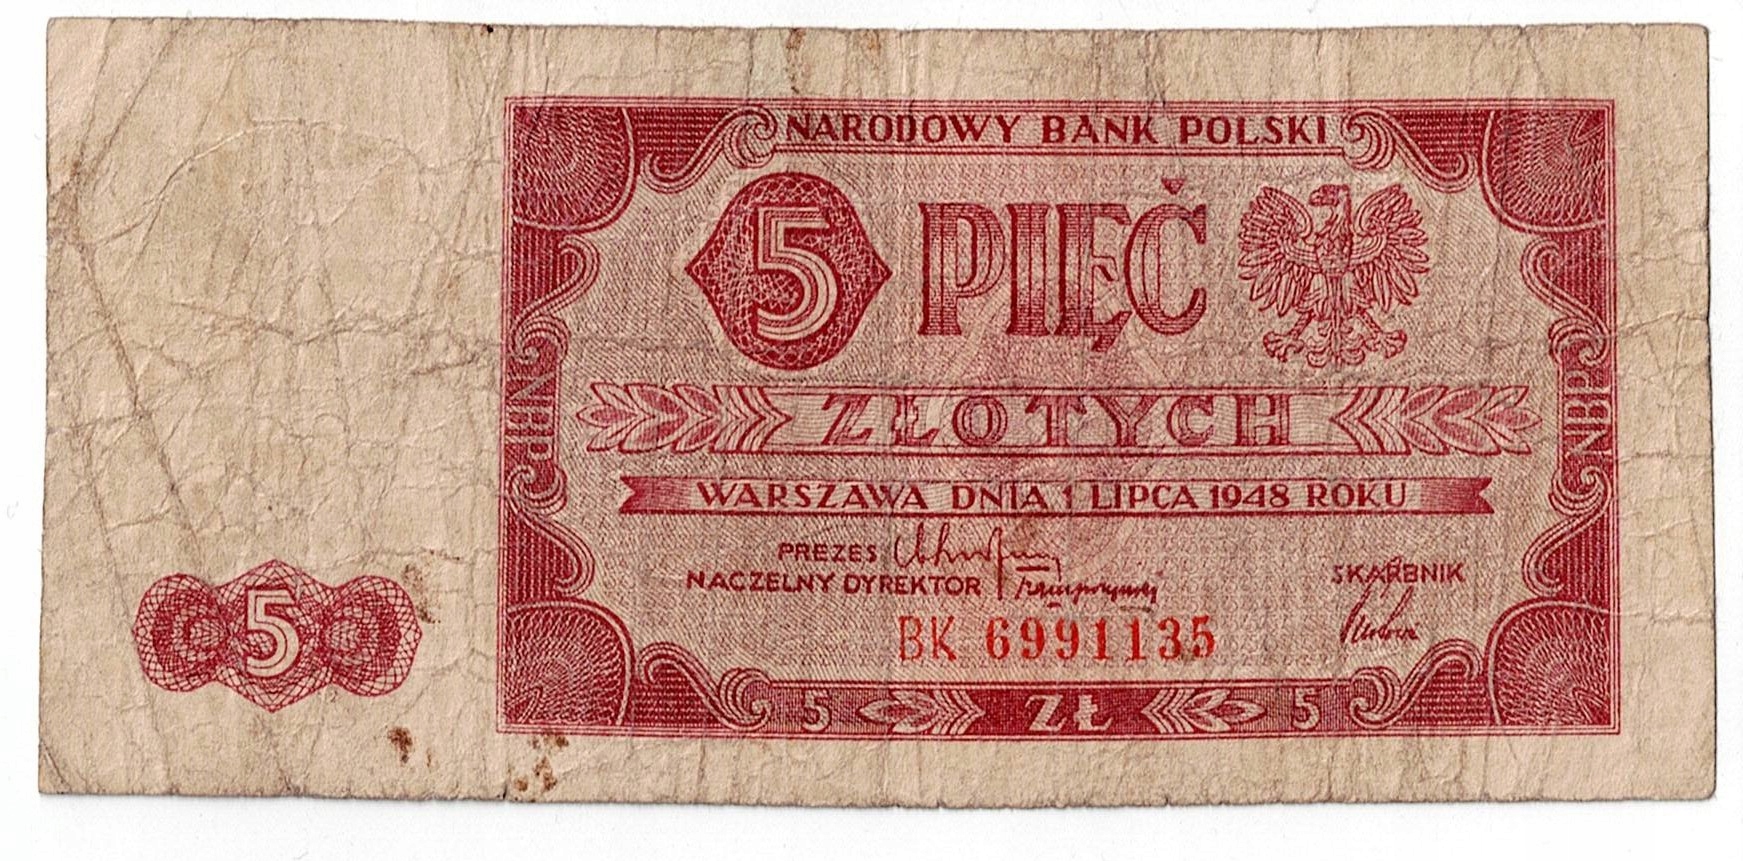 NARODOWY BANK POLSKI
5 PIĘĆ
ZŁOTYCH
NBP
NBP
WARSZAWA DNIA 1 LIPCA 1948 ROKU
PREZES
NACZELNY DYREKTOR
SKARBNIK
BK 6991135
5
5 ZŁ 5